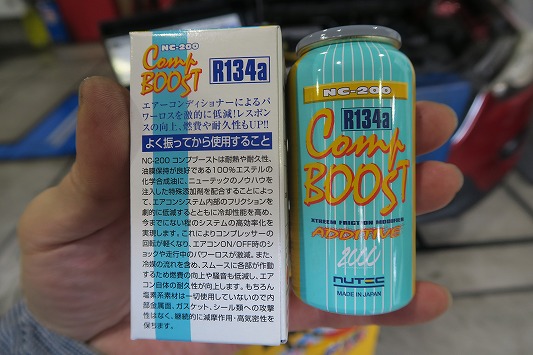 NC-200
Comp
BOOST
R134a
エアーコンディショナーによるパ
ワーロスを激的に低減!レスポン
スの向上、燃費や耐久性もUP!!
よく振ってから使用すること
NC-200 コンプブーストは耐熱や耐久性、
油膜保持が良好である100%エステルの
化学合成油に、ニューテックのノウハウを
注入した特殊添加剤を配合することによっ
て、エアコンシステム内部のフリクションを
劇的に低減するとともに冷却性能を高め、
今までにない程のシステムの高効率化を
実現します。これによりコンプレッサーの
回転が軽くなり、エアコンON/OFF時のショ
ックや走行中のパワーロスが激減。また、
冷媒の流れを含め、スムースに各部が作動
するため燃費の向上や騒音も低減し、エア
コン自体の耐久性が向上します。もちろん
塩素系素材は一切使用していないので内
部金属面、ガスケット、シール類への攻撃
性はなく、継続的に減摩作用・高気密性を
保ちます。
NC-200
R134a
Comp
BOOST
XTREEM FRICTION MODIFIER
ADDITIVE
2000
NUTEC
MADE IN JAPAN